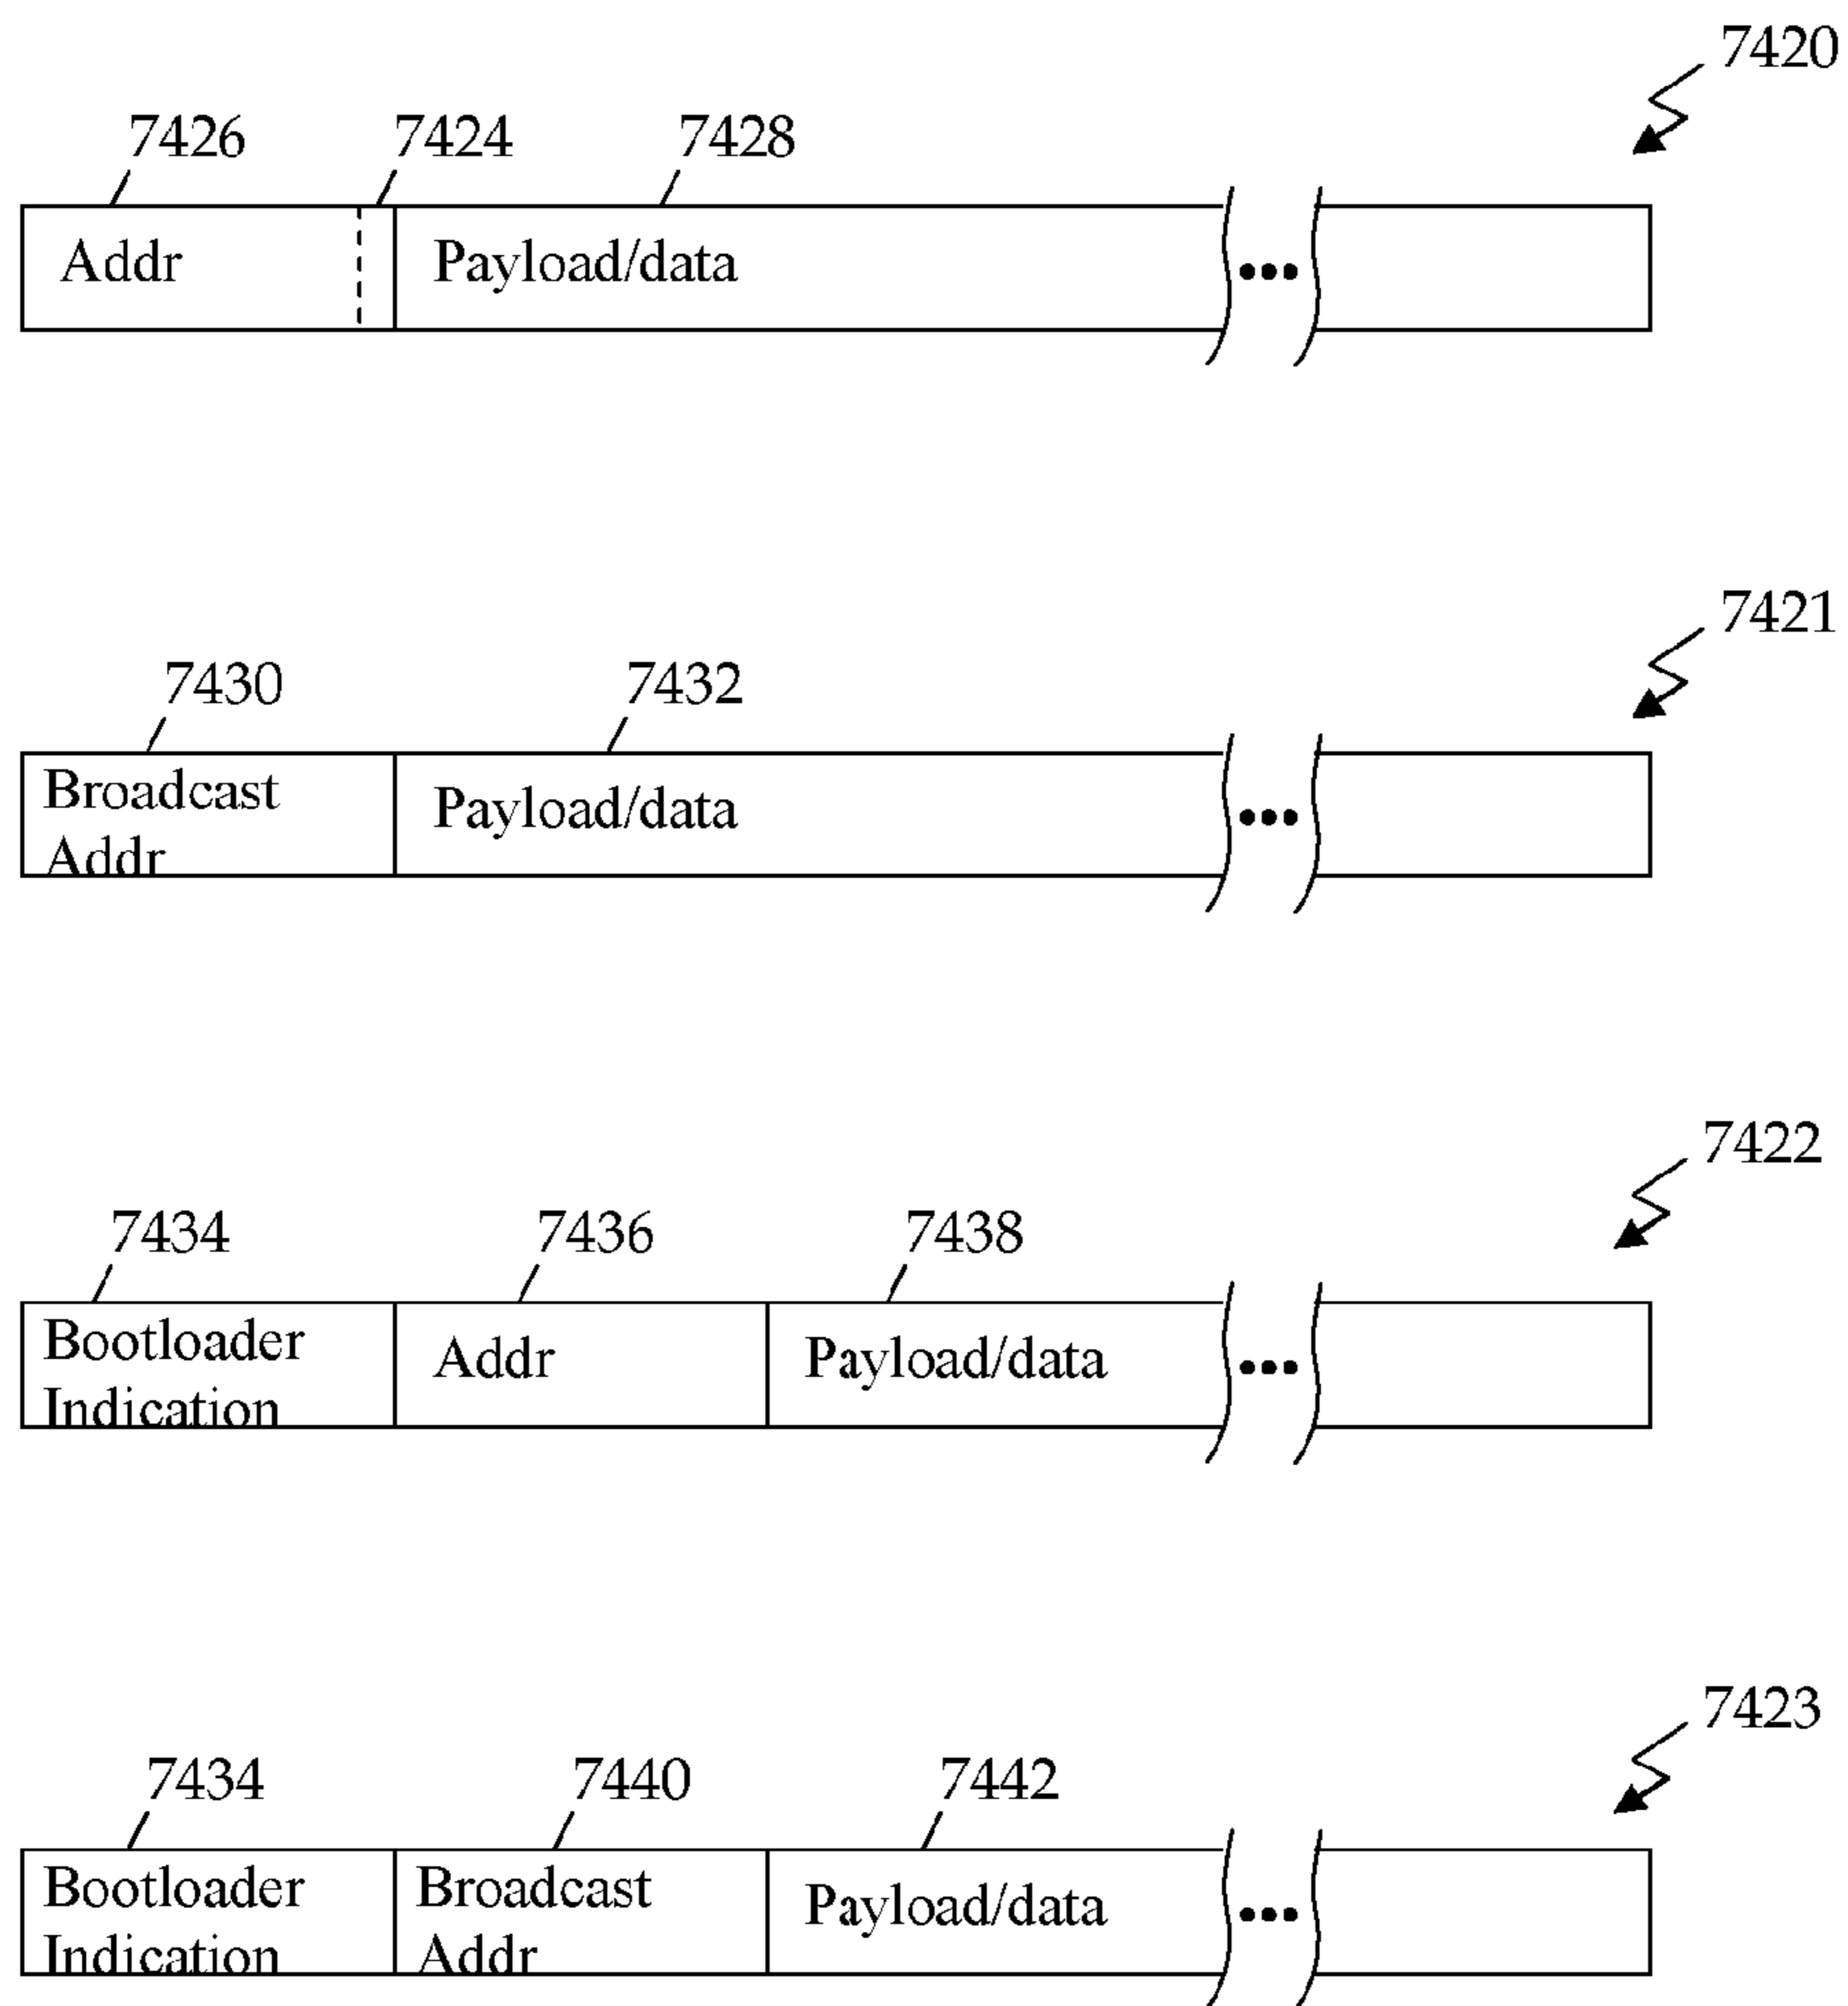 7420
7426 7424 7428
Addr Payload/data
7421
7430 7432
Broadcast
Addr
Payload/data
7422
7434 7436 7438
Bootloader
Indication
Addr
Payload/data
7423
7434 7440 7442
Bootloader
Indication
Broadcast
Addr
Payload/data